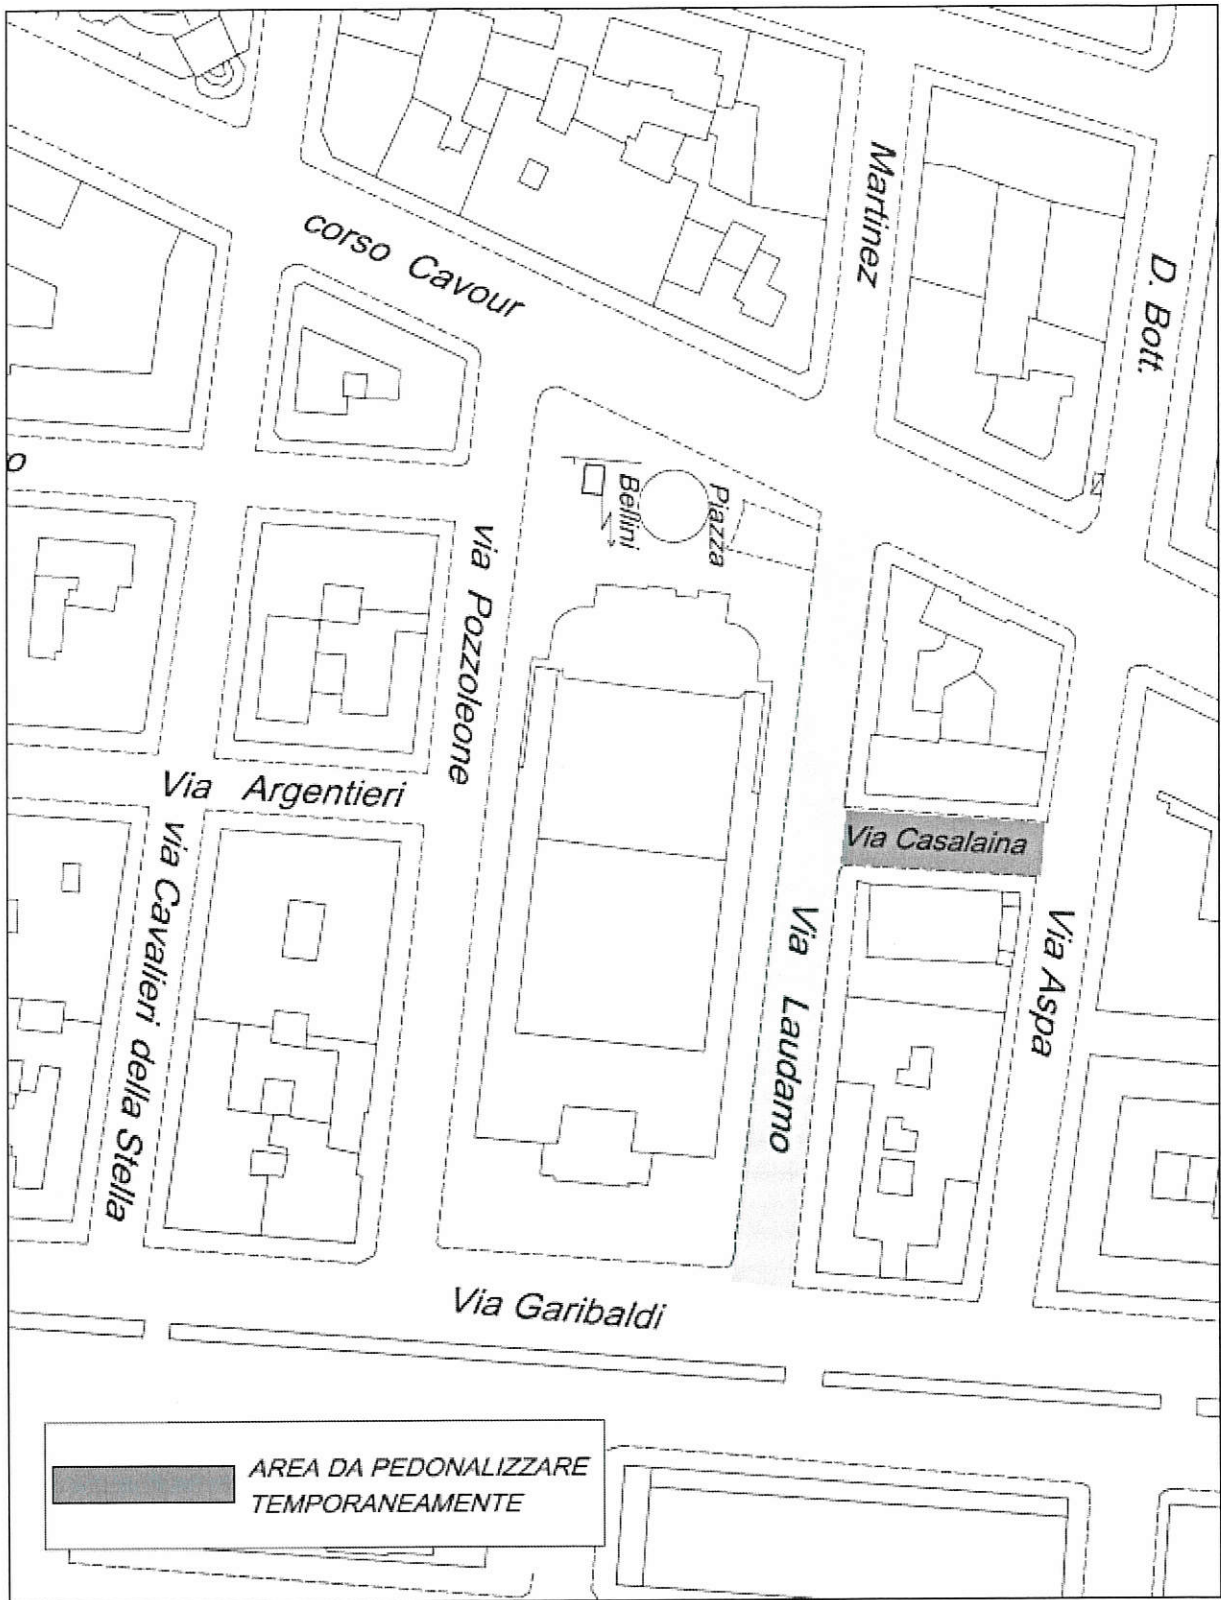 Martinez
D. Bott.
corso Cavour
o
Piazza
Bellini
via Pozzoleone
Via Argentieri
Via Casalaina
via Cavalieri della Stella
Via Laudamo
Via Aspa
Via Garibaldi
AREA DA PEDONALIZZARE
TEMPORANEAMENTE